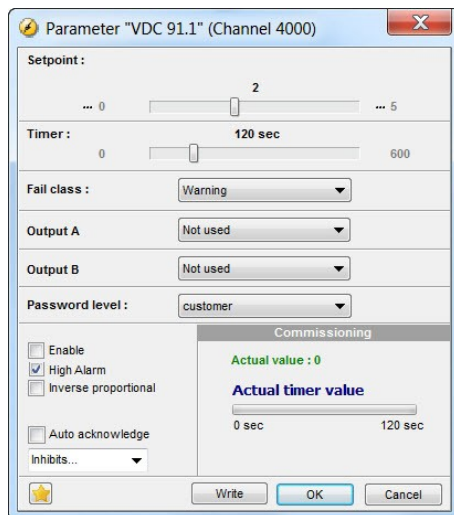 Parameter "VDC 91.1" (Channel 4000)
X
Setpoint :
2
... 0 ... 5
Timer : 120 sec
0 600
Fail class : Warning
Output A Not used
Output B Not used
Password level : customer
Commissioning
Enable
High Alarm
Inverse proportional
Actual value : 0
Actual timer value
0 sec 120 sec
Auto acknowledge
Inhibits...
Write OK Cancel